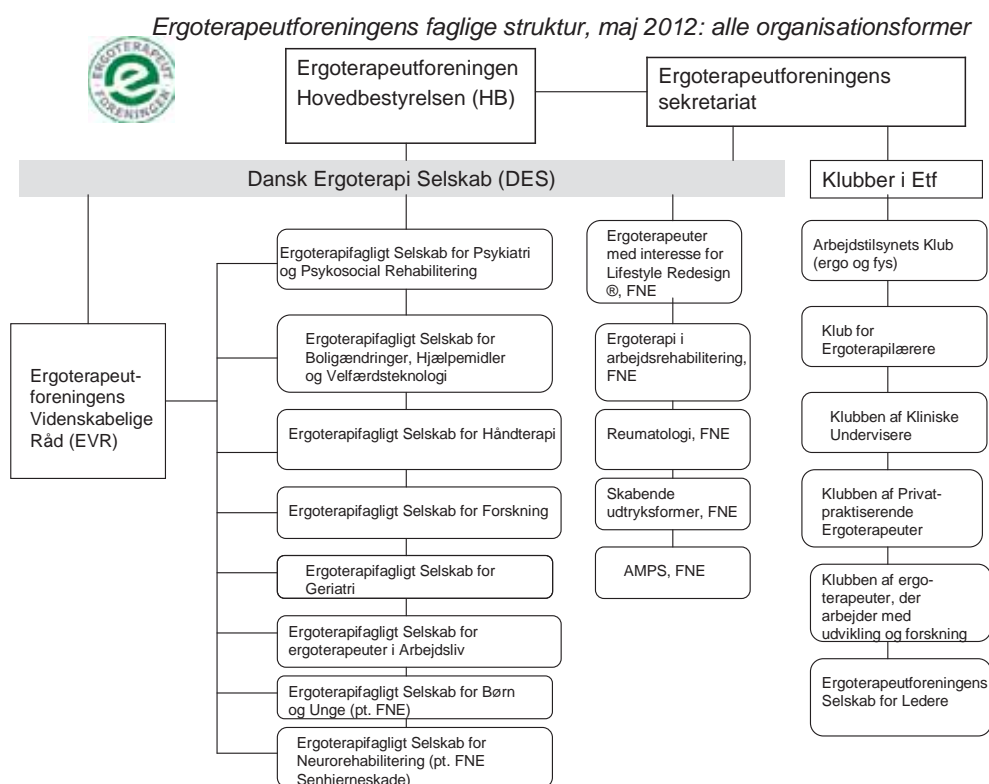 Ergoterapeutforeningens faglige struktur, maj 2012: alle organisationsformer
ERGOTERAPEUT
FORENINGEN
e
Ergoterapeutforeningen
Hovedbestyrelsen (HB)
Ergoterapeutforeningens
sekretariat
Dansk Ergoterapi Selskab (DES)
Klubber i Etf
Ergoterapeut-
foreningens
Videnskabelige
Råd (EVR)
Ergoterapifagligt Selskab for Psykiatri
og Psykosocial Rehabilitering
Ergoterapifagligt Selskab for
Boligændringer, Hjælpemidler
og Velfærdsteknologi
Ergoterapifagligt Selskab for Håndterapi
Ergoterapifagligt Selskab for Forskning
Ergoterapifagligt Selskab for
Geriatri
Ergoterapifagligt Selskab for
ergoterapeuter i Arbejdsliv
Ergoterapifagligt Selskab for Børn
og Unge (pt. FNE)
Ergoterapifagligt Selskab for
Neurorehabilitering (pt. FNE
Senhjerneskade)
Ergoterapeuter
med interesse for
Lifestyle Redesign
®, FNE
Ergoterapi i
arbejdsrehabilitering,
FNE
Reumatologi, FNE
Skabende
udtryksformer, FNE
AMPS, FNE
Arbejdstilsynets Klub
(ergo og fys)
Klub for
Ergoterapilærere
Klubben af Kliniske
Undervisere
Klubben af Privat-
praktiserende
Ergoterapeuter
Klubben af ergo-
terapeuter, der
arbejder med
udvikling og forskning
Ergoterapeutforeningens
Selskab for Ledere